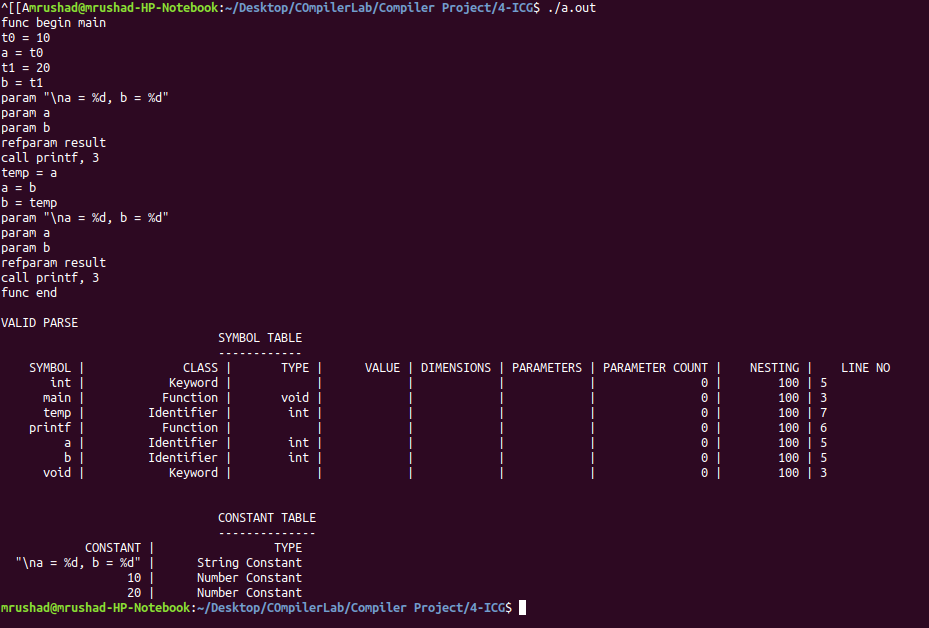 ^[[Amrushad@mrushad-HP-Notebook:~/Desktop/COmpilerLab/Compiler Project/4-ICG$ ./a.out
func begin main
t0 = 10
a = t0
t1 = 20
b = t1
param "\na = %d, b = %d"
param a
param b
refparam result
call printf, 3
temp = a
a = b
b = temp
param "\na = %d, b = %d"
param a
param b
refparam result
call printf, 3
func end

VALID PARSE
SYMBOL TABLE
------------
SYMBOL | CLASS | TYPE | VALUE | DIMENSIONS | PARAMETERS | PARAMETER COUNT | NESTING | LINE NO
int | Keyword | | | | | 0 | 100 | 5
main | Function | void | | | | 0 | 100 | 3
temp | Identifier | int | | | | 0 | 100 | 7
printf | Function | | | | | 0 | 100 | 6
a | Identifier | int | | | | 0 | 100 | 5
b | Identifier | int | | | | 0 | 100 | 5
void | Keyword | | | | | 0 | 100 | 3

CONSTANT TABLE
--------------
CONSTANT | TYPE
"\na = %d, b = %d" | String Constant
10 | Number Constant
20 | Number Constant
mrushad@mrushad-HP-Notebook:~/Desktop/COmpilerLab/Compiler Project/4-ICG$